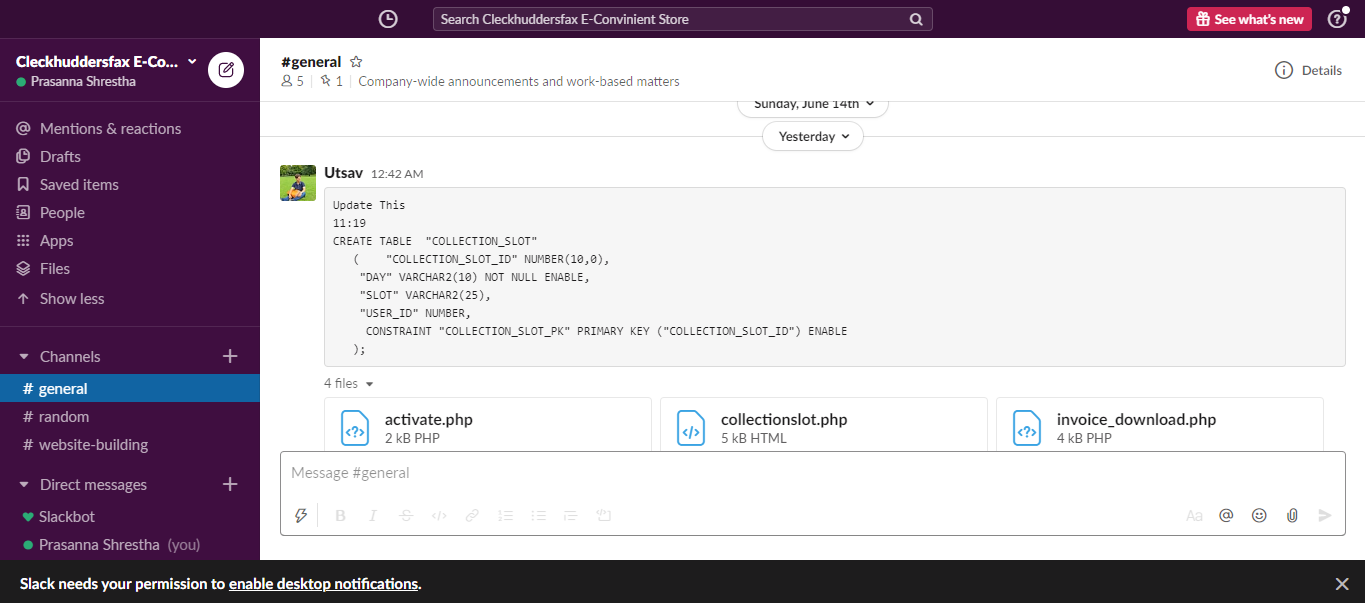 Search Cleckhuddersfax E-Convinient Store
See what's new
Cleckhuddersfax E-Co...
Prasanna Shrestha
Mentions & reactions
Drafts
Saved items
People
Apps
Files
Show less
Channels
# general
# random
# website-building
Direct messages
Slackbot
Prasanna Shrestha (you)
#general
5 | 1 | Company-wide announcements and work-based matters
Details
Sunday, June 14th
Yesterday
Utsav 12:42 AM
Update This
11:19
CREATE TABLE "COLLECTION_SLOT"
( "COLLECTION_SLOT_ID" NUMBER(10,0),
"DAY" VARCHAR2(10) NOT NULL ENABLE,
"SLOT" VARCHAR2(25),
"USER_ID" NUMBER,
CONSTRAINT "COLLECTION_SLOT_PK" PRIMARY KEY ("COLLECTION_SLOT_ID") ENABLE
);
4 files
activate.php
2 kB PHP
collectionslot.php
5 kB HTML
invoice_download.php
4 kB PHP
Message #general
B I S Aa @
Slack needs your permission to enable desktop notifications.